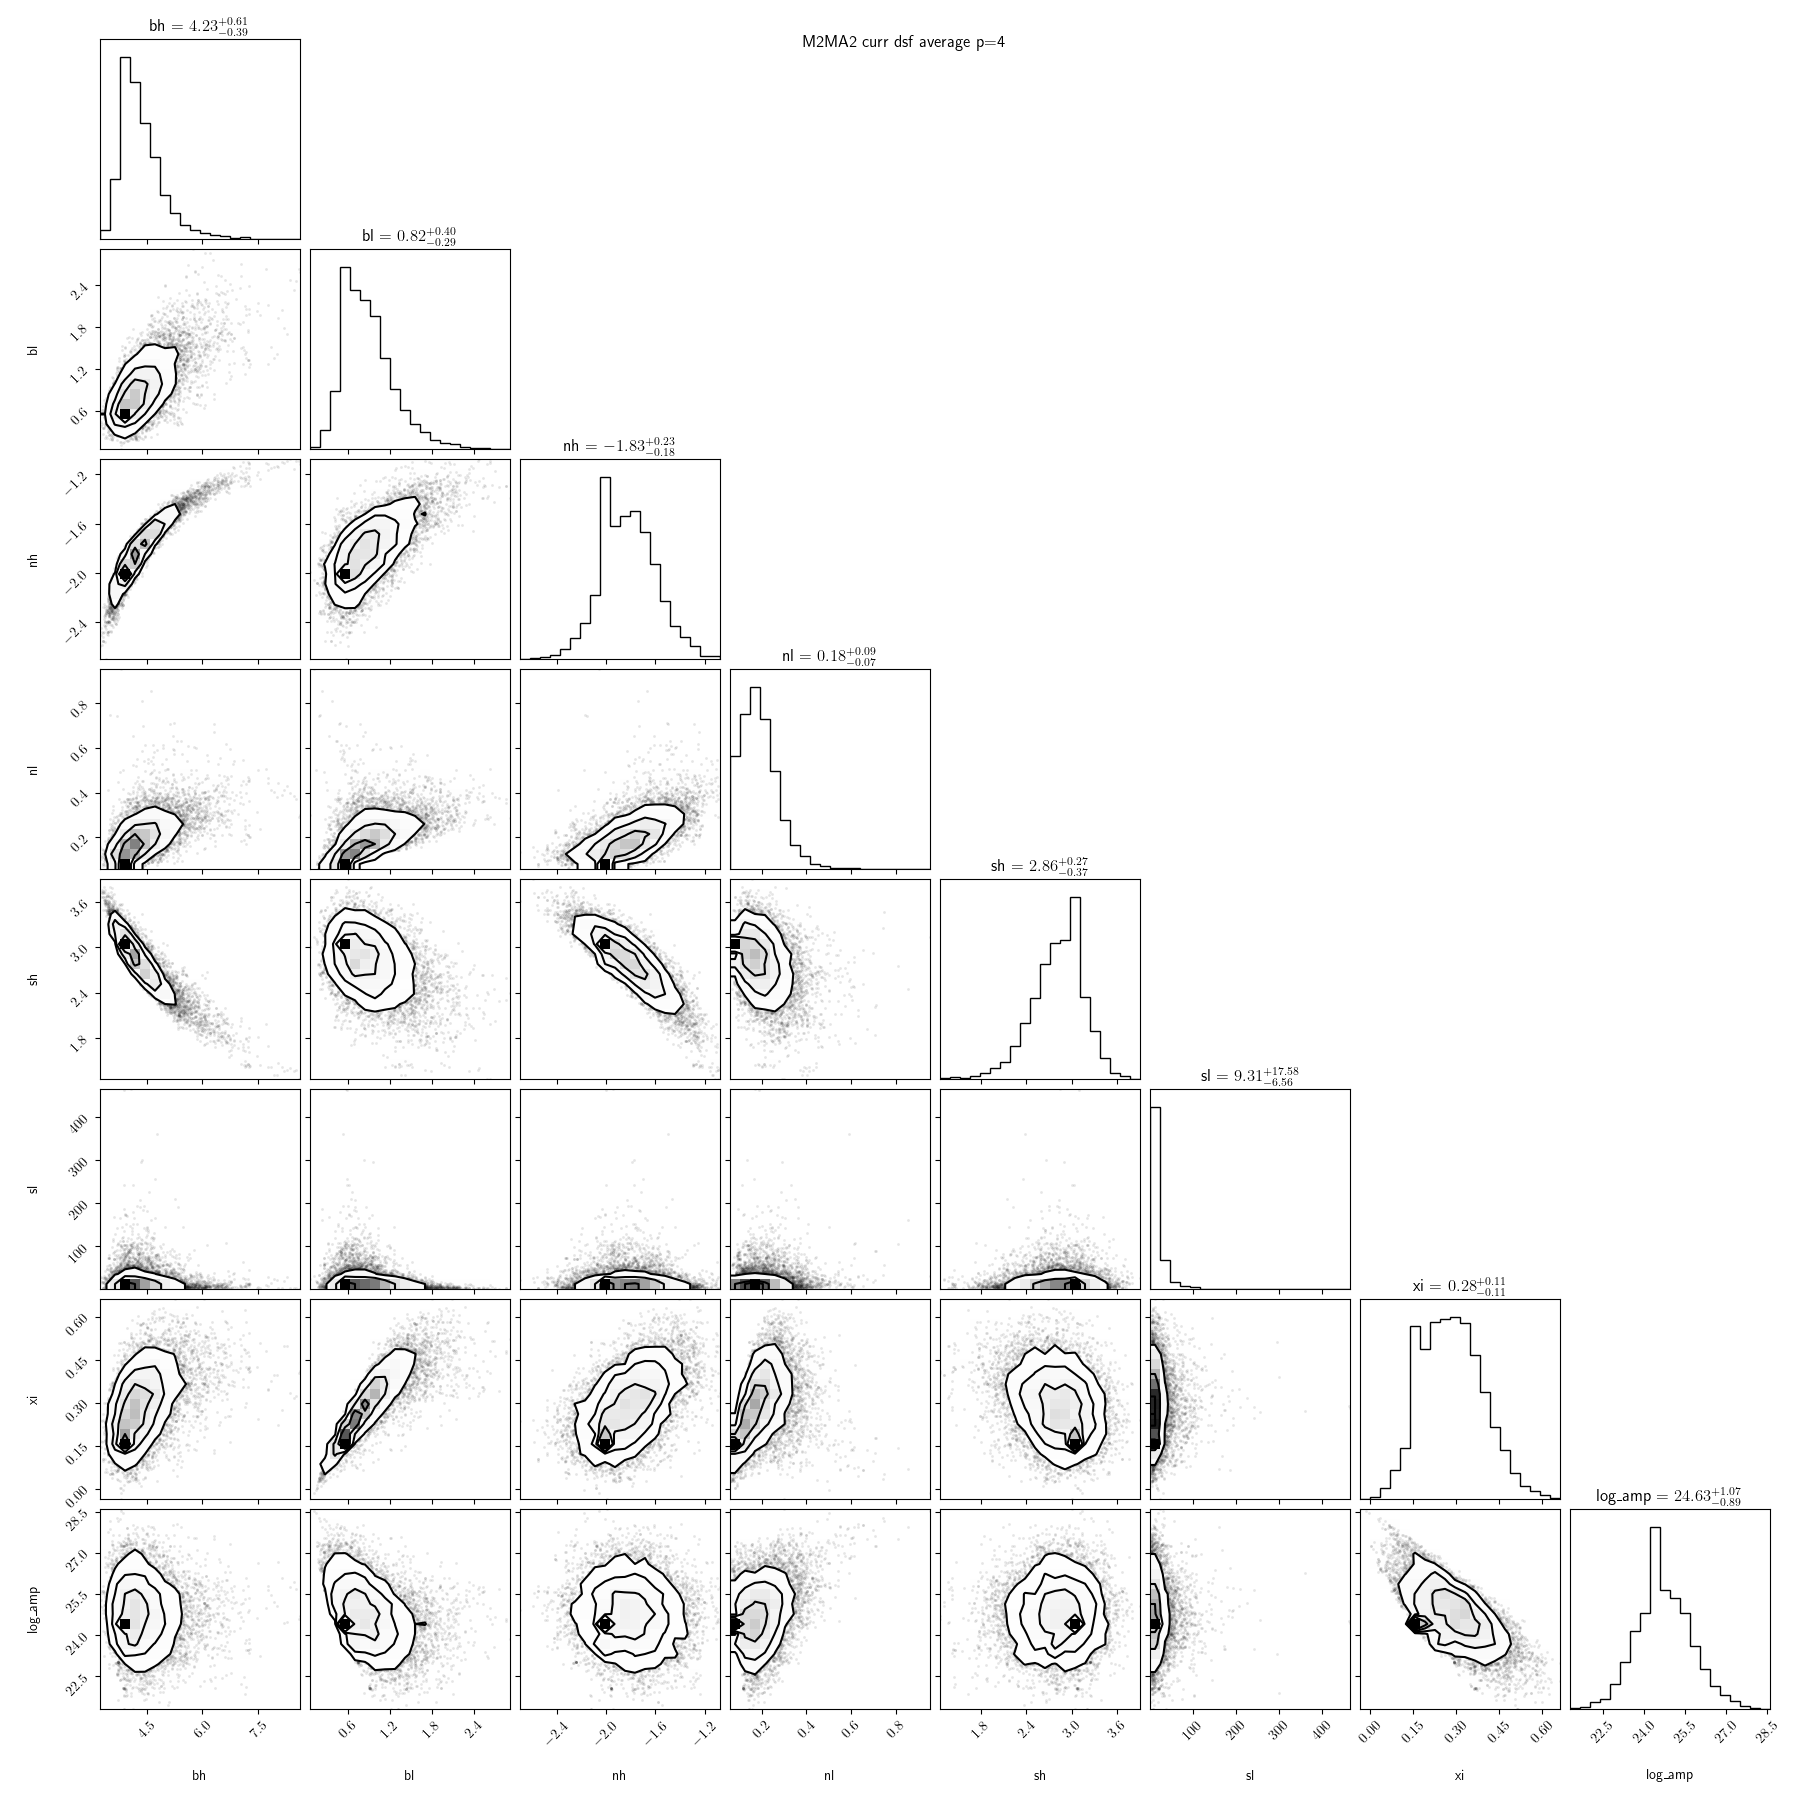 M2MA2 curr dsf average p=4
bh = 4.23^{+0.61}_{-0.39}
bl = 0.82^{+0.40}_{-0.29}
bl
2.4
1.8
1.2
0.6
nh = −1.83^{+0.23}_{-0.18}
nh
−1.2
−1.6
−2.0
−2.4
nl = 0.18^{+0.09}_{-0.07}
nl
0.8
0.6
0.4
0.2
sh = 2.86^{+0.27}_{-0.37}
sh
3.6
3.0
2.4
1.8
sl = 9.31^{+17.58}_{-6.56}
sl
400
300
200
100
xi = 0.28^{+0.11}_{-0.11}
xi
0.60
0.45
0.30
0.15
0.00
log_amp = 24.63^{+1.07}_{-0.89}
log_amp
28.5
27.0
25.5
24.0
22.5
4.5 6.0 7.5
0.6 1.2 1.8 2.4
−2.4 −2.0 −1.6 −1.2
0.2 0.4 0.6 0.8
1.8 2.4 3.0 3.6
100 200 300 400
0.00 0.15 0.30 0.45 0.60
22.5 24.0 25.5 27.0 28.5
bh bl nh nl sh sl xi log_amp